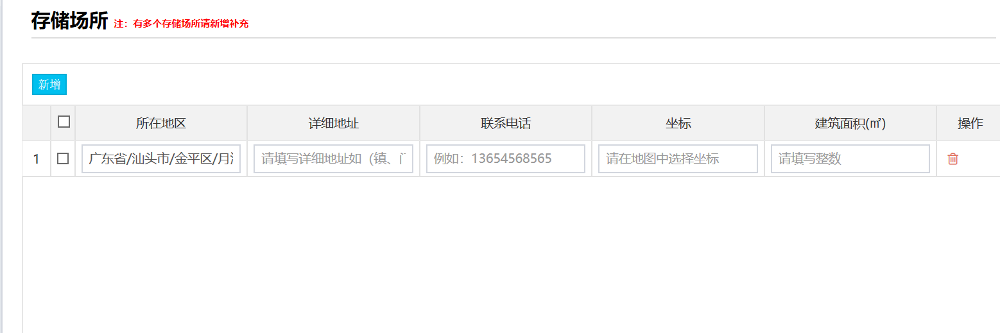 存储场所 注：有多个存储场所请新增补充
新增
所在地区 详细地址 联系电话 坐标 建筑面积(㎡) 操作
1 广东省/汕头市/金平区/月 请填写详细地址如（镇、 例如：13654568565 请在地图中选择坐标 请填写整数